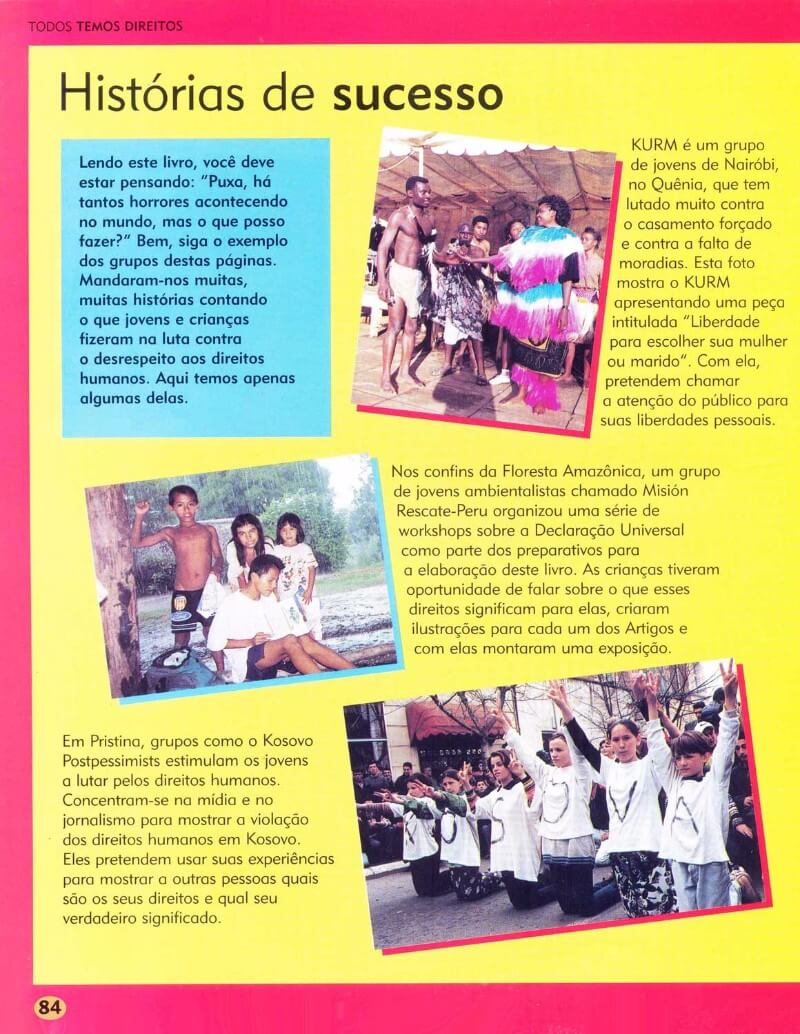 TODOS TEMOS DIREITOS
Histórias de sucesso
Lendo este livro, você deve
estar pensando: “Puxa, há
tantos horrores acontecendo
no mundo, mas o que posso
fazer?” Bem, siga o exemplo
dos grupos destas páginas.
Mandaram-nos muitas,
muitas histórias contando
o que jovens e crianças
fizeram na luta contra
o desrespeito aos direitos
humanos. Aqui temos apenas
algumas delas.
KURM é um grupo
de jovens de Nairóbi,
no Quênia, que tem
lutado muito contra
o casamento forçado
e contra a falta de
moradias. Esta foto
mostra o KURM
apresentando uma peça
intitulada “Liberdade
para escolher sua mulher
ou marido”. Com ela,
pretendem chamar
a atenção do público para
suas liberdades pessoais.
Nos confins da Floresta Amazônica, um grupo
de jovens ambientalistas chamado Misión
Rescate-Peru organizou uma série de
workshops sobre a Declaração Universal
como parte dos preparativos para
a elaboração deste livro. As crianças tiveram
oportunidade de falar sobre o que esses
direitos significam para elas, criaram
ilustrações para cada um dos Artigos e
com elas montaram uma exposição.
Em Pristina, grupos como o Kosovo
Postpessimists estimulam os jovens
a lutar pelos direitos humanos.
Concentram-se na mídia e no
jornalismo para mostrar a violação
dos direitos humanos em Kosovo.
Eles pretendem usar suas experiências
para mostrar a outras pessoas quais
são os seus direitos e qual seu
verdadeiro significado.
84